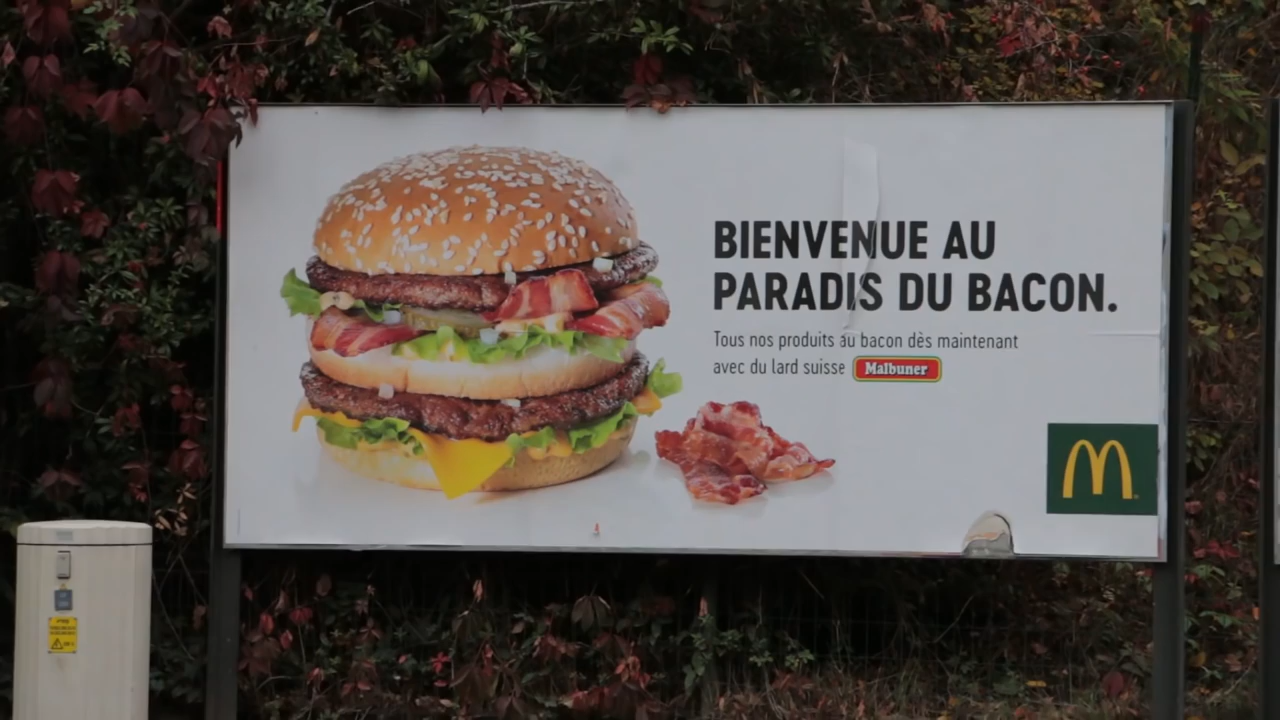 BIENVENUE AU
PARADIS DU BACON.
Tous nos produits au bacon dès maintenant
avec du lard suisse Malbuner
M